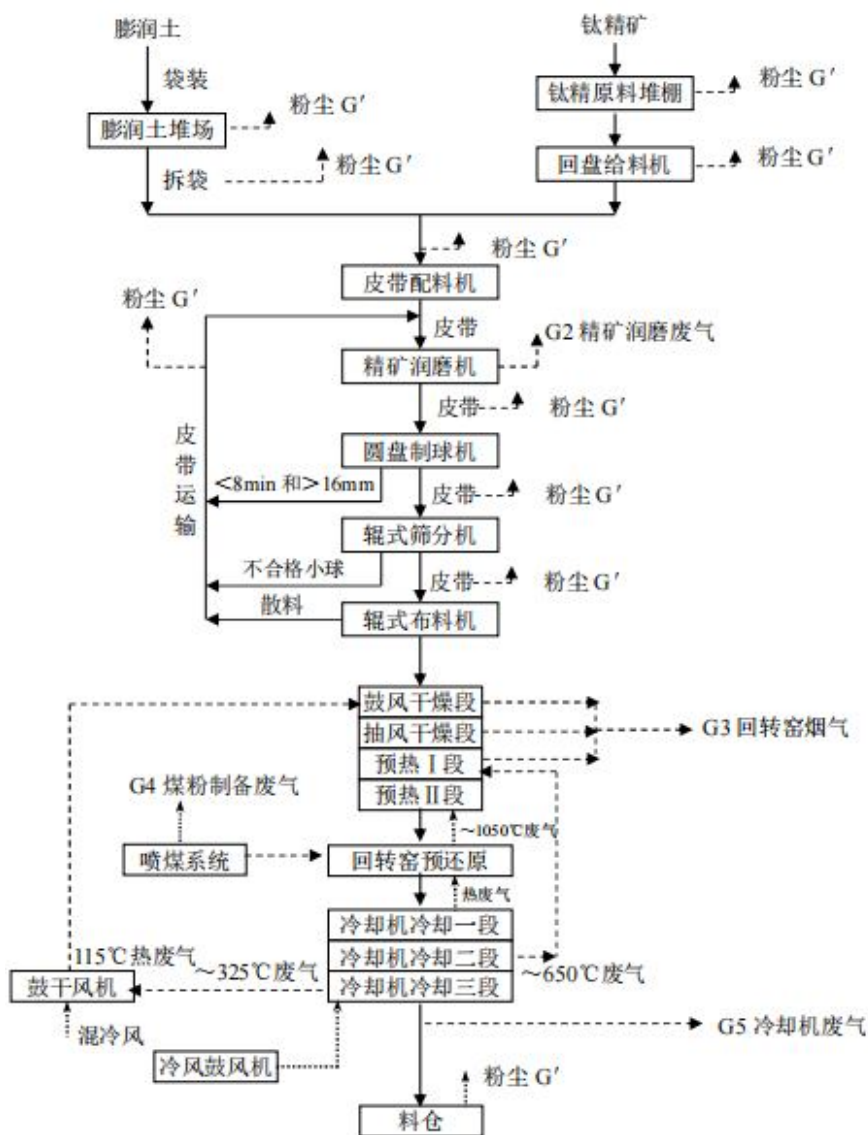 膨润土
钛精矿
袋装
粉尘 G′
膨润土堆场
粉尘 G′
钛精原料堆棚
拆袋
粉尘 G′
回盘给料机
粉尘 G′
粉尘 G′
皮带配料机
粉尘 G′
皮带
G2 精矿润磨废气
精矿润磨机
皮带
粉尘 G′
皮带运输
圆盘制球机
<8min 和>16mm
皮带
粉尘 G′
辊式筛分机
不合格小球
皮带
粉尘 G′
散料
辊式布料机
鼓风干燥段
抽风干燥段
G3 回转窑烟气
预热Ⅰ段
预热Ⅱ段
G4 煤粉制备废气
～1050℃废气
喷煤系统
回转窑预还原
热废气
冷却机冷却一段
冷却机冷却二段
冷却机冷却三段
115℃热废气
～325℃废气
～650℃废气
鼓干风机
混冷风
G5 冷却机废气
冷风鼓风机
粉尘 G′
料仓